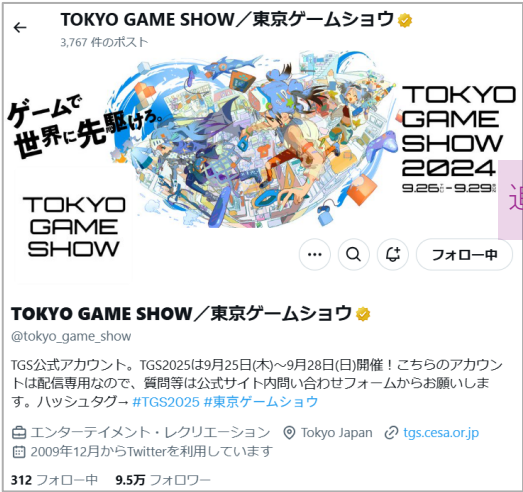 TOKYO GAME SHOW／東京ゲームショウ
3,767 件のポスト
ゲームで
世界に先駆けろ。
TOKYO
GAME
SHOW
2024
9.26木-9.29日
TOKYO
GAME
SHOW
フォロー中
TOKYO GAME SHOW／東京ゲームショウ
@tokyo_game_show
TGS公式アカウント。TGS2025は9月25日(木)～9月28日(日)開催！こちらのアカウン
トは配信専用なので、質問等は公式サイト内問い合わせフォームからお願いしま
す。ハッシュタグ→ #TGS2025 #東京ゲームショウ
エンターテイメント・レクリエーション Tokyo Japan tgs.cesa.or.jp
2009年12月からTwitterを利用しています
312 フォロー中 9.5万 フォロワー